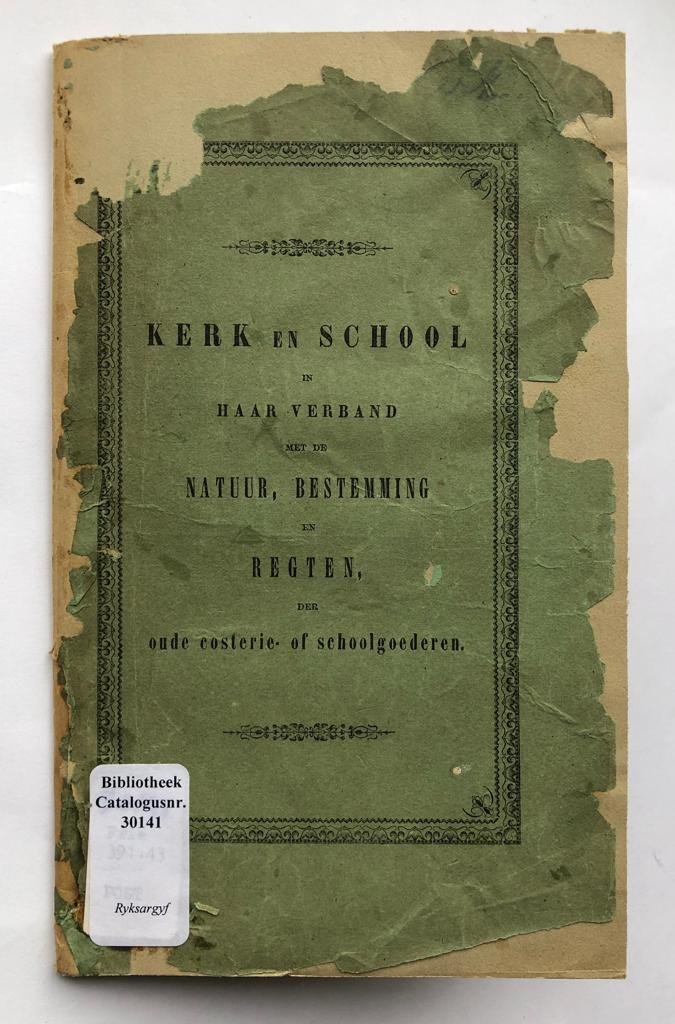 KERK EN SCHOOL
IN
HAAR VERBAND
MET DE
NATUUR, BESTEMMING
EN
REGTEN,
DER
oude costerie- of schoolgoederen.
Bibliotheek
Catalogusnr.
30141
Ryksargyf